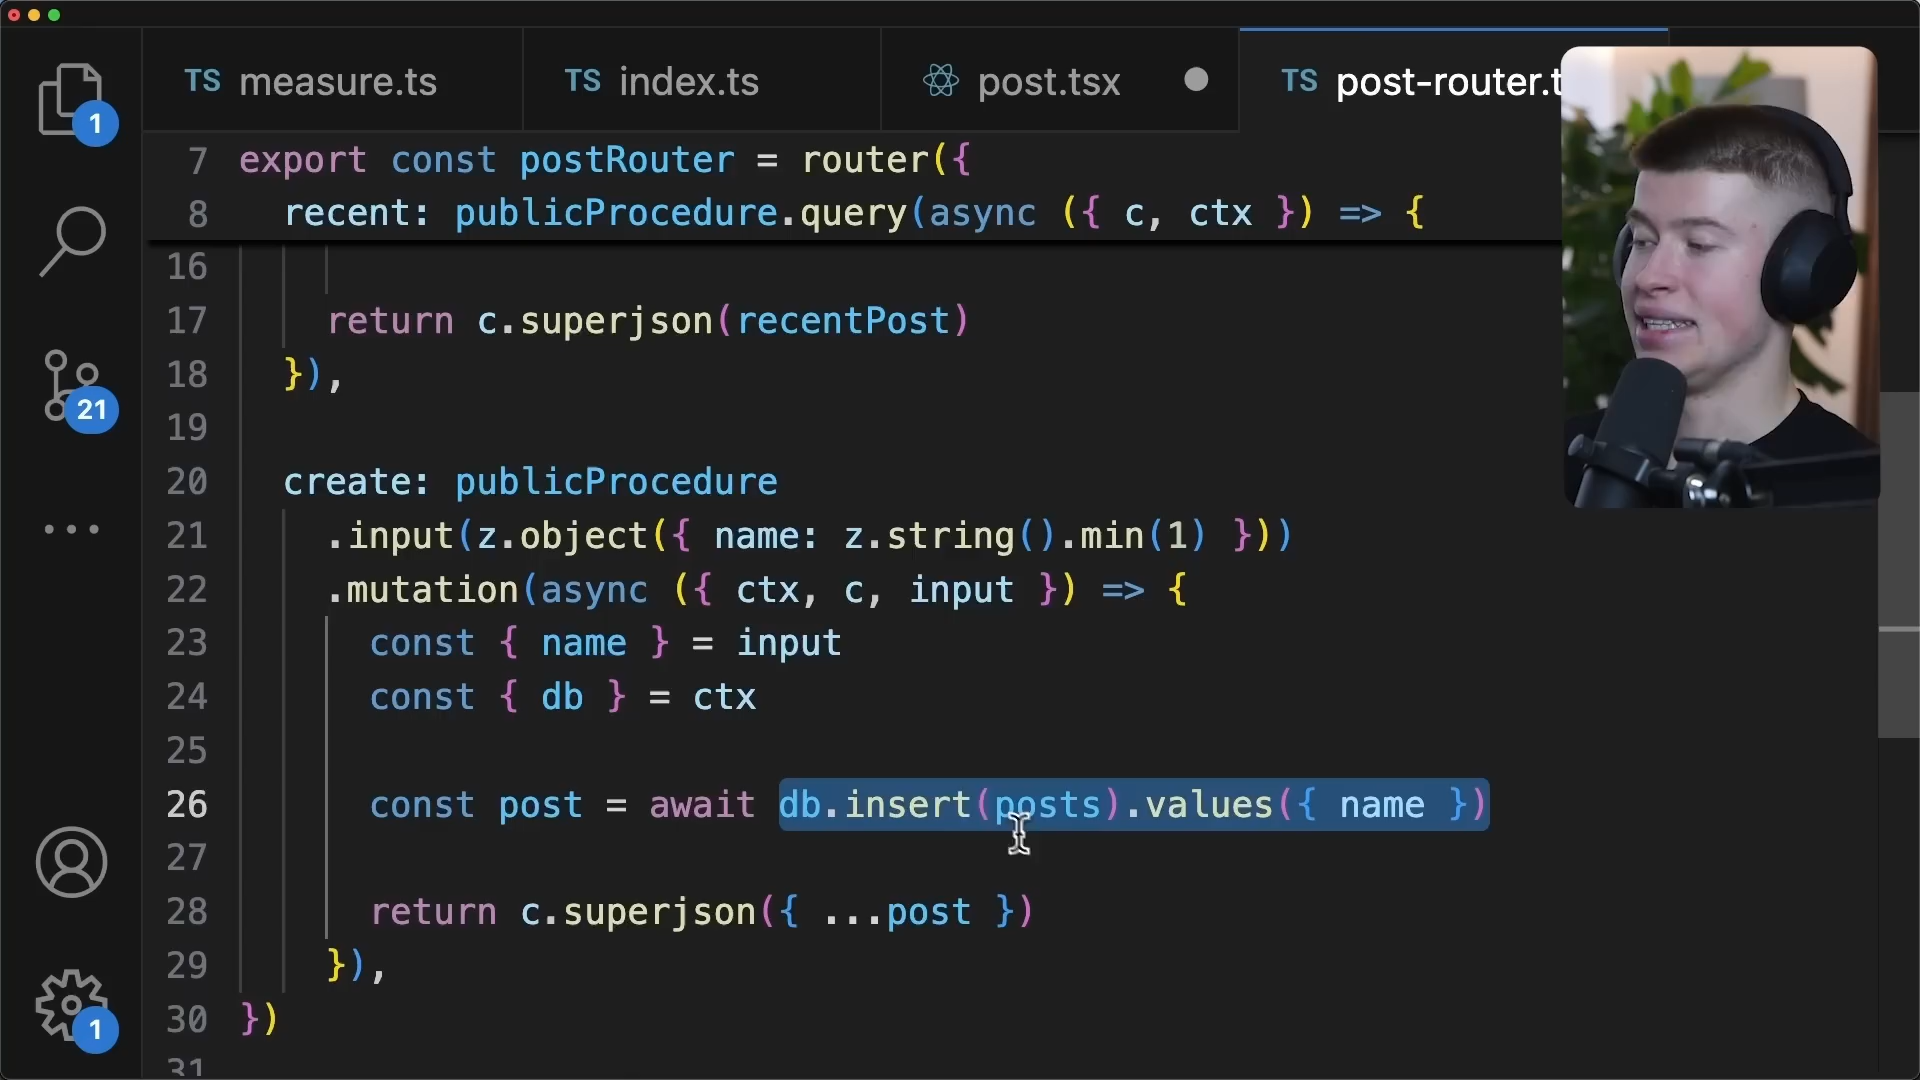 TS measure.ts
TS index.ts
post.tsx
TS post-router.t
1
21
1
7 export const postRouter = router({
8 recent: publicProcedure.query(async ({ c, ctx }) => {
16
17 return c.superjson(recentPost)
18 }),
19
20 create: publicProcedure
21 .input(z.object({ name: z.string().min(1) }))
22 .mutation(async ({ ctx, c, input }) => {
23 const { name } = input
24 const { db } = ctx
25
26 const post = await db.insert(posts).values({ name })
27
28 return c.superjson({ ...post })
29 }),
30 })
31